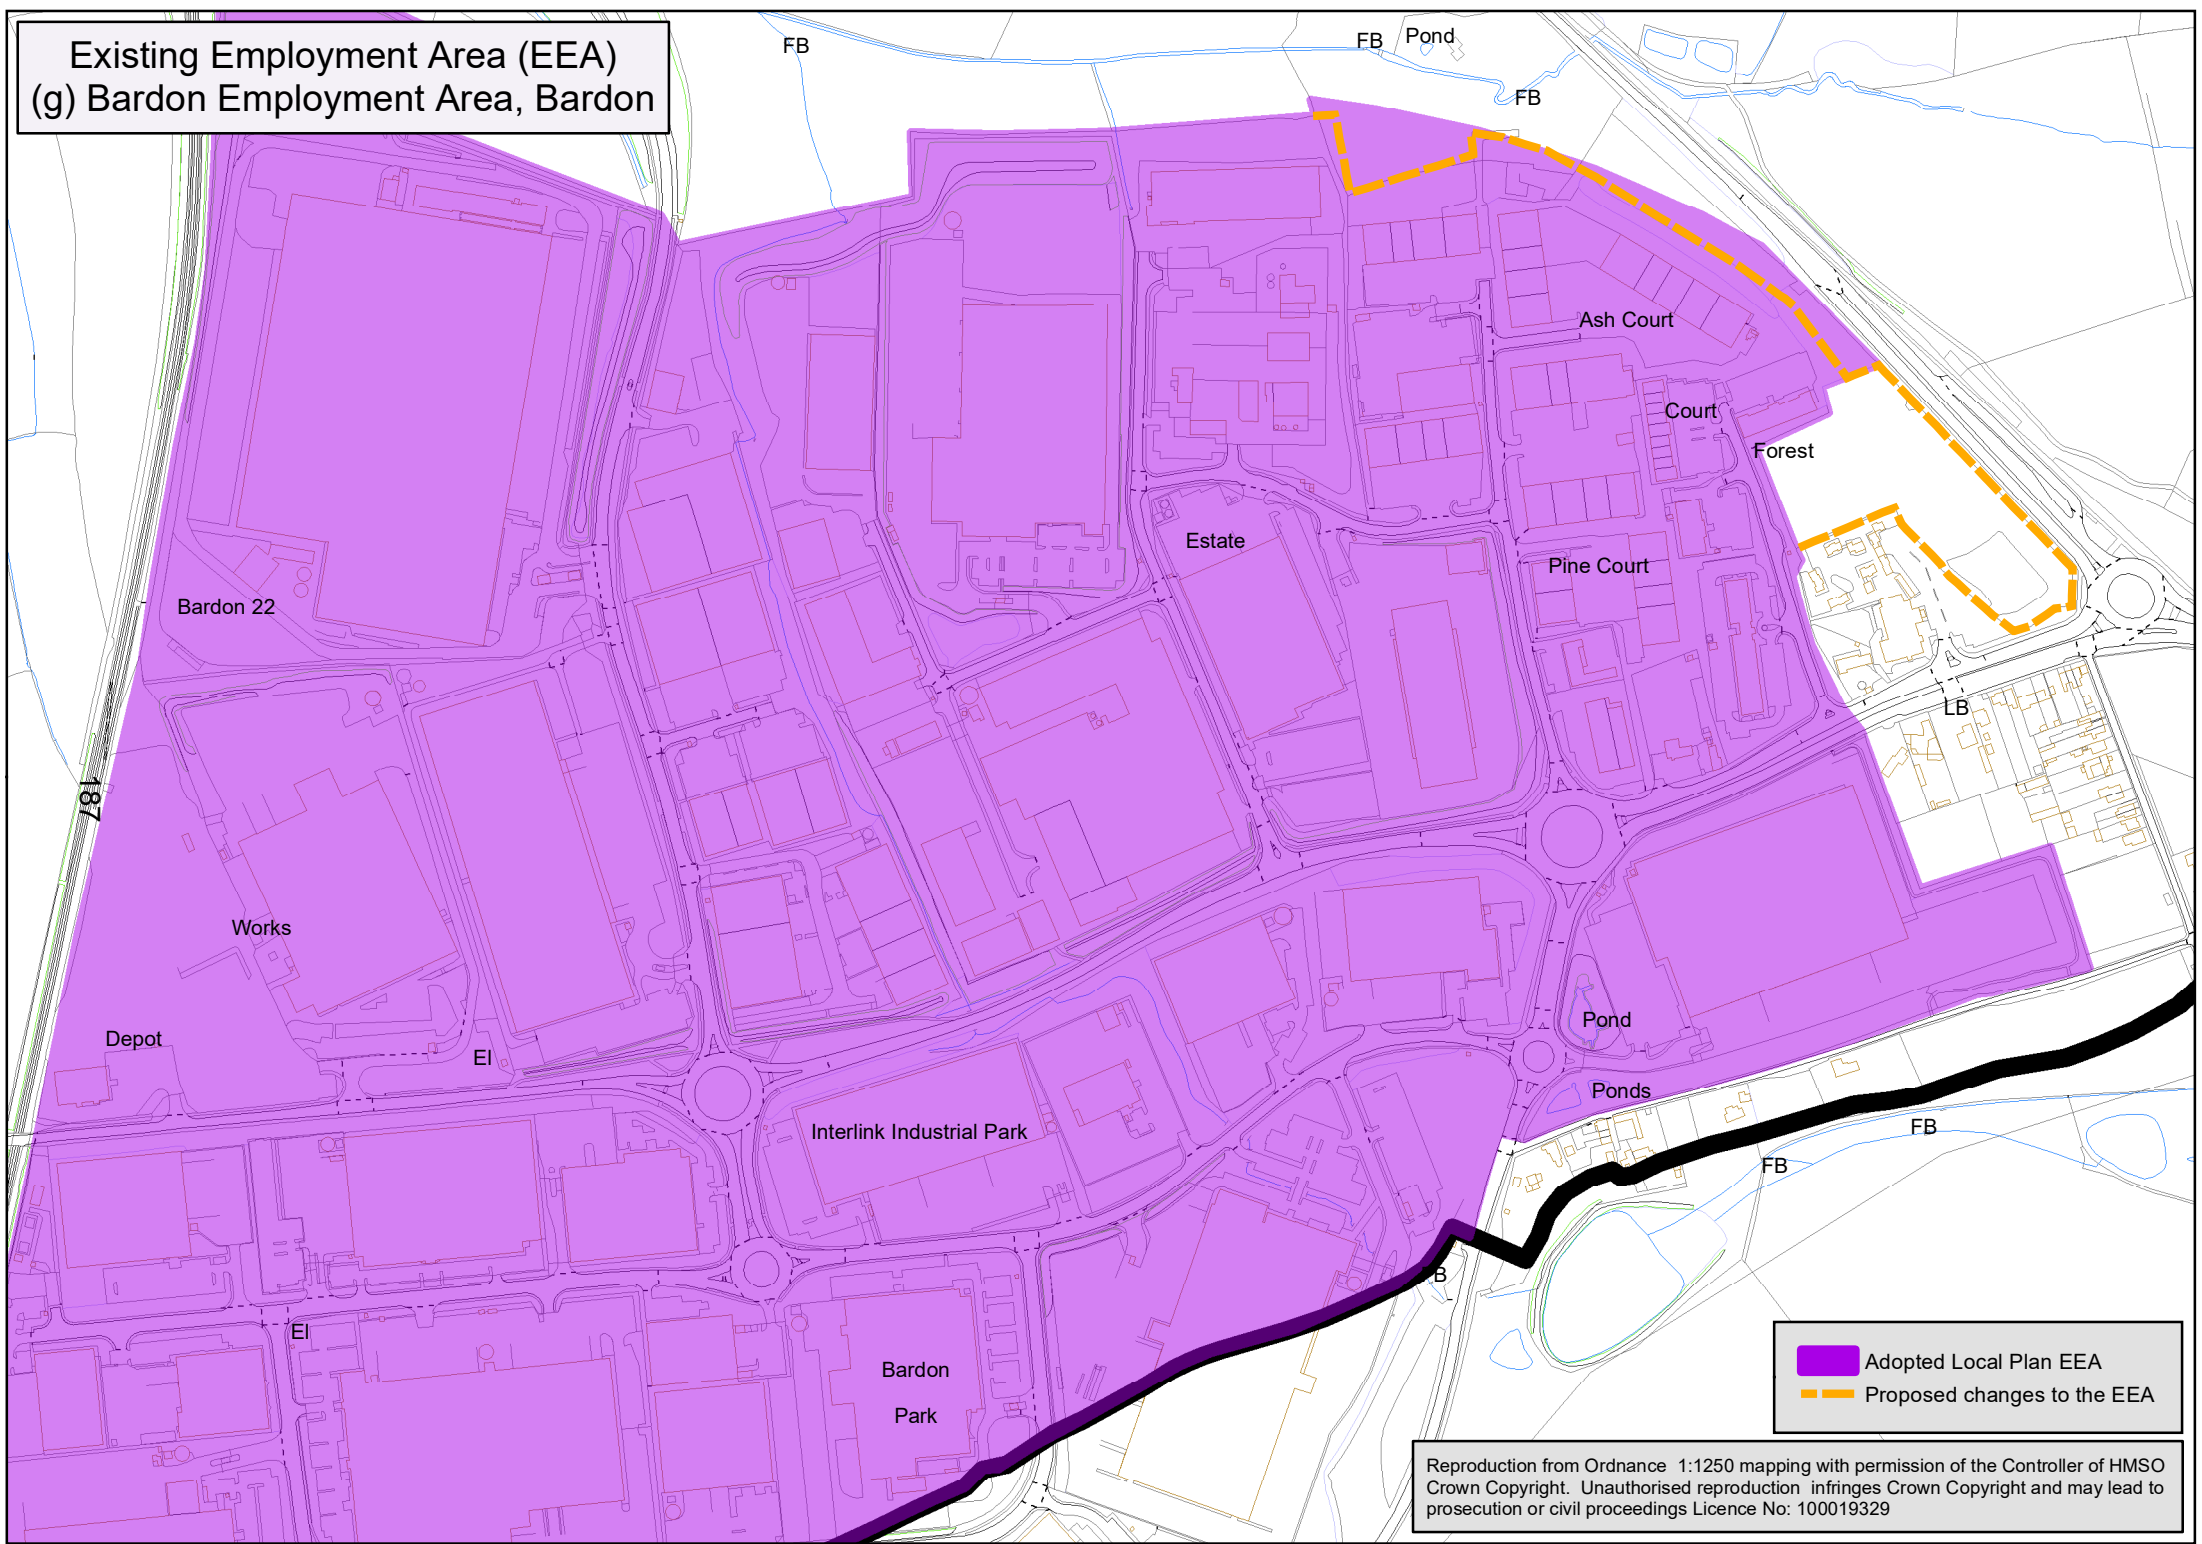 Existing Employment Area (EEA)
(g) Bardon Employment Area, Bardon
FB
FB
Pond
FB
Ash Court
Court
Forest
Estate
Pine Court
Bardon 22
LB
187
Works
Pond
Depot
El
Ponds
Interlink Industrial Park
FB
FB
B
El
Bardon
Park
Adopted Local Plan EEA
Proposed changes to the EEA
Reproduction from Ordnance 1:1250 mapping with permission of the Controller of HMSO
Crown Copyright. Unauthorised reproduction infringes Crown Copyright and may lead to
prosecution or civil proceedings Licence No: 100019329